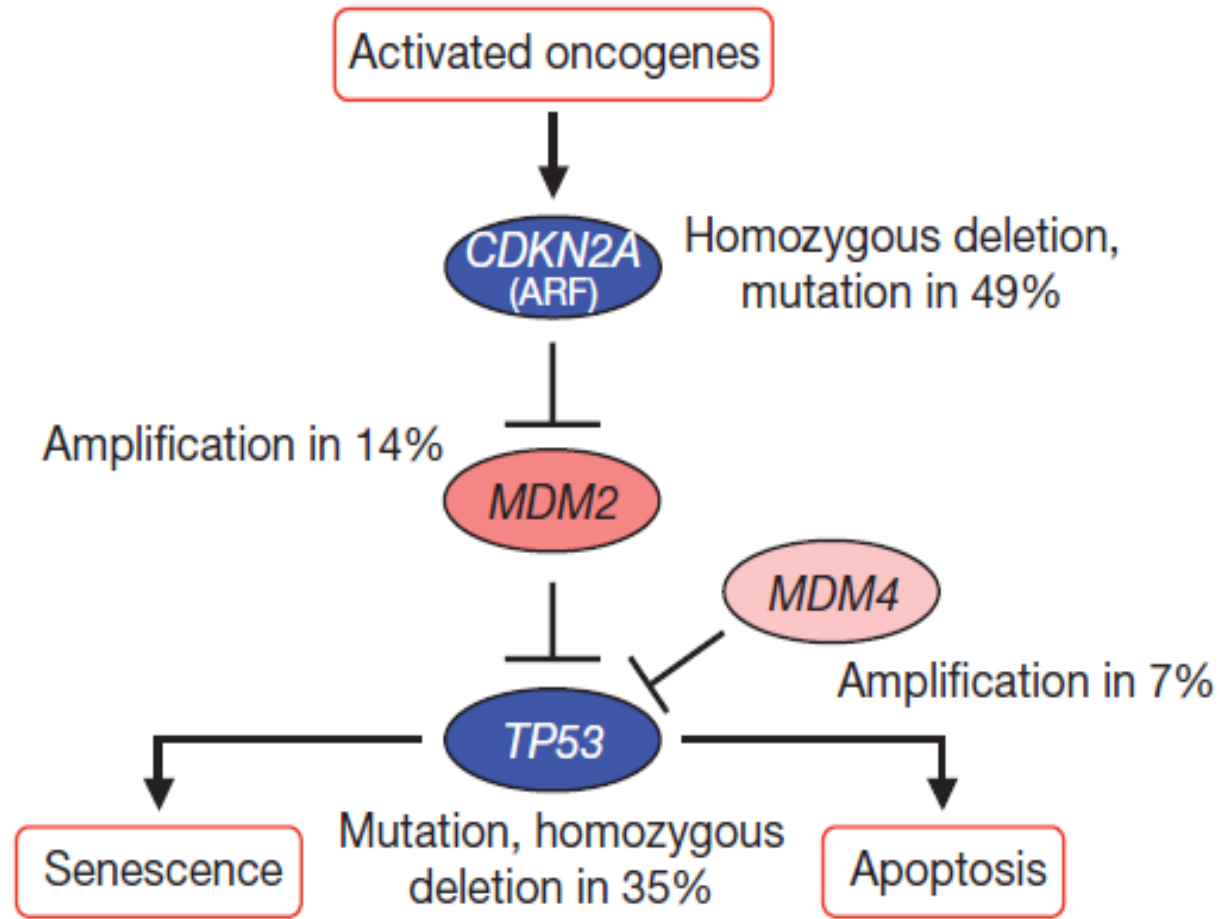 Activated oncogenes
CDKN2A
(ARF)
Homozygous deletion,
mutation in 49%
Amplification in 14%
MDM2
MDM4
Amplification in 7%
TP53
Senescence
Mutation, homozygous
deletion in 35%
Apoptosis